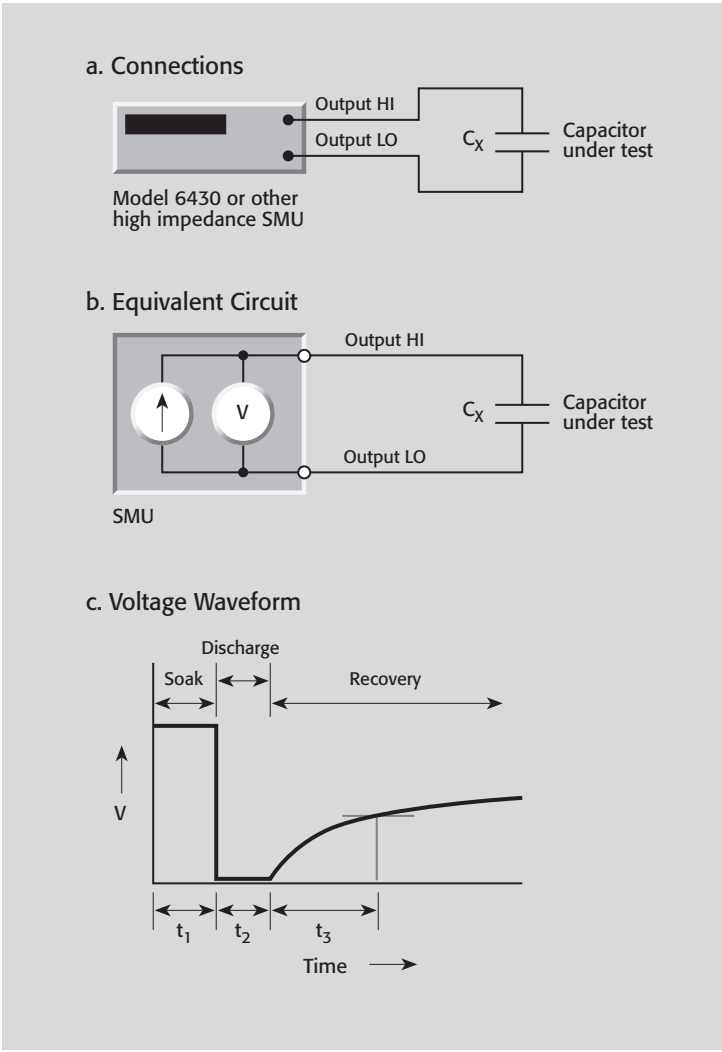 a. Connections
Output HI
Output LO
CX
Capacitor
under test
Model 6430 or other
high impedance SMU
b. Equivalent Circuit
Output HI
V
CX
Capacitor
under test
Output LO
SMU
c. Voltage Waveform
Discharge
Soak
Recovery
V
t1
t2
t3
Time